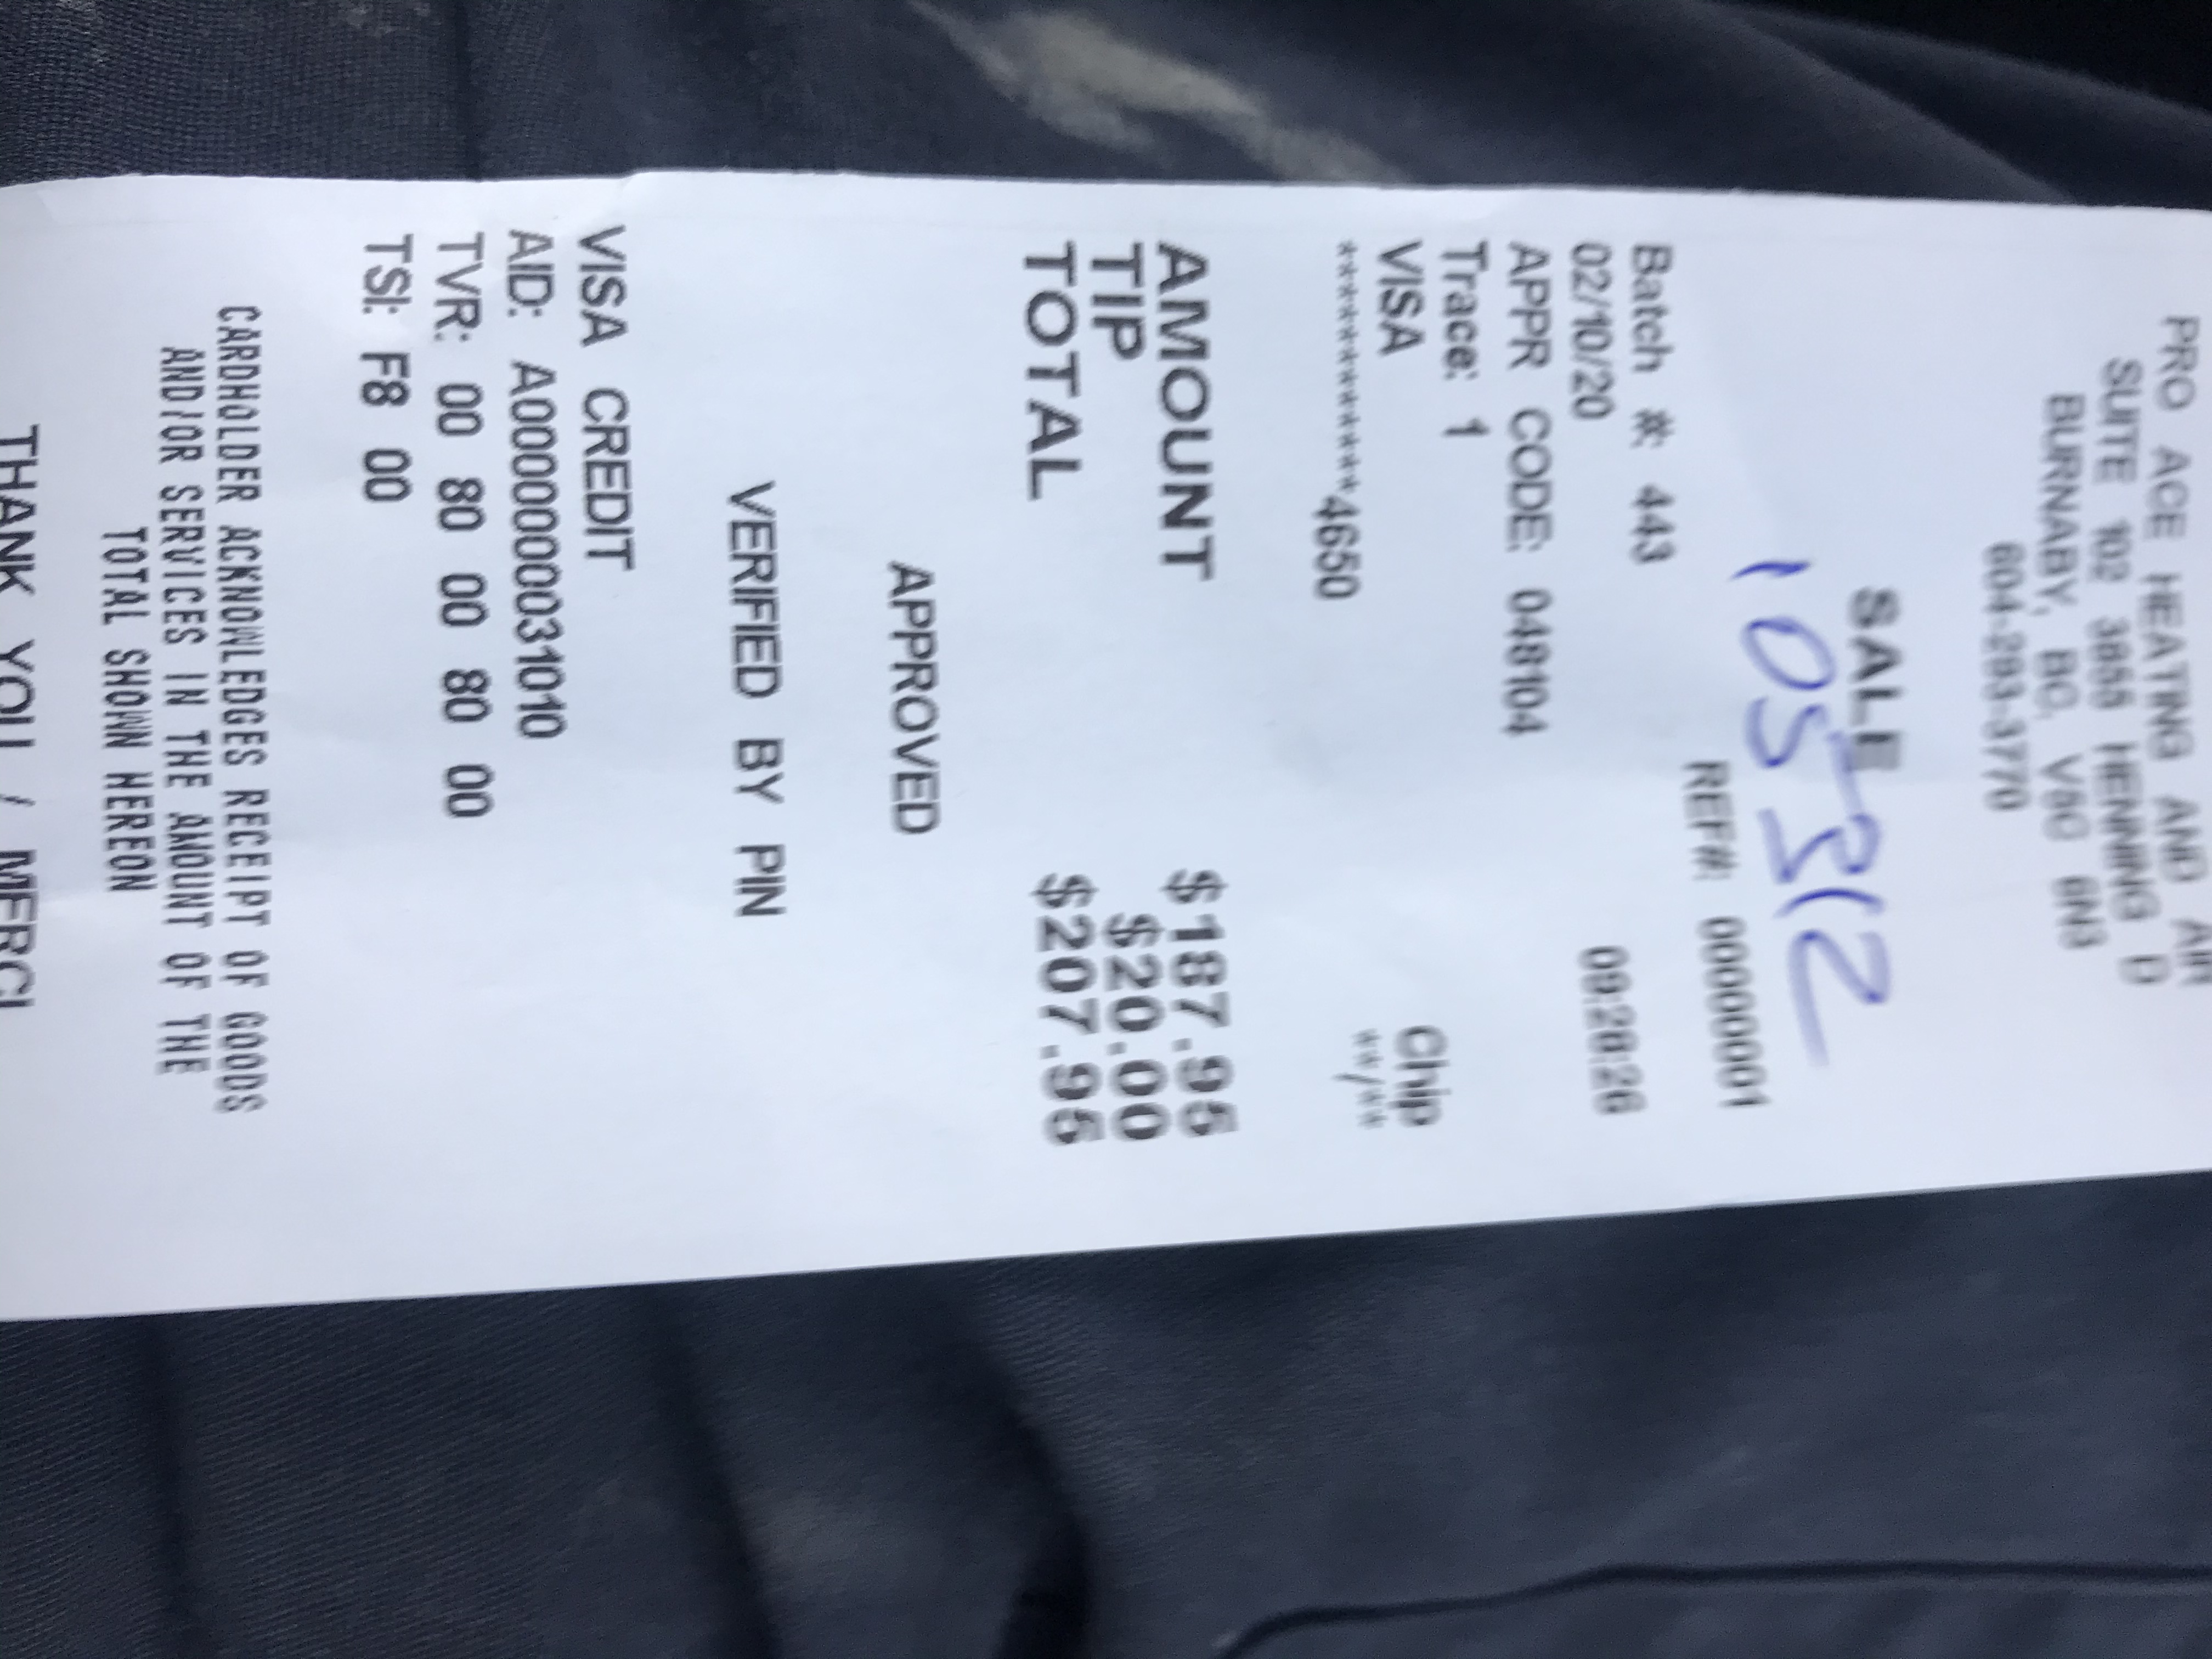 PRO ACE HEATING AND AIR
SUITE 102 3855 HENNING D
BURNABY, BC, V5C 6N3
604-293-3770
SALE
REF#: 00000001
Batch #: 443
02/10/20
APPR CODE: 048104
Trace: 1
VISA Chip
************4650 **/**
AMOUNT $187.95
TIP $20.00
TOTAL $207.95
APPROVED
VERIFIED BY PIN
VISA CREDIT
AID: A0000000031010
TVR: 00 80 00 80 00
TSI: F8 00
CARDHOLDER ACKNOWLEDGES RECEIPT OF GOODS
AND/OR SERVICES IN THE AMOUNT OF THE
TOTAL SHOWN HEREON
THANK YOU / MERCI